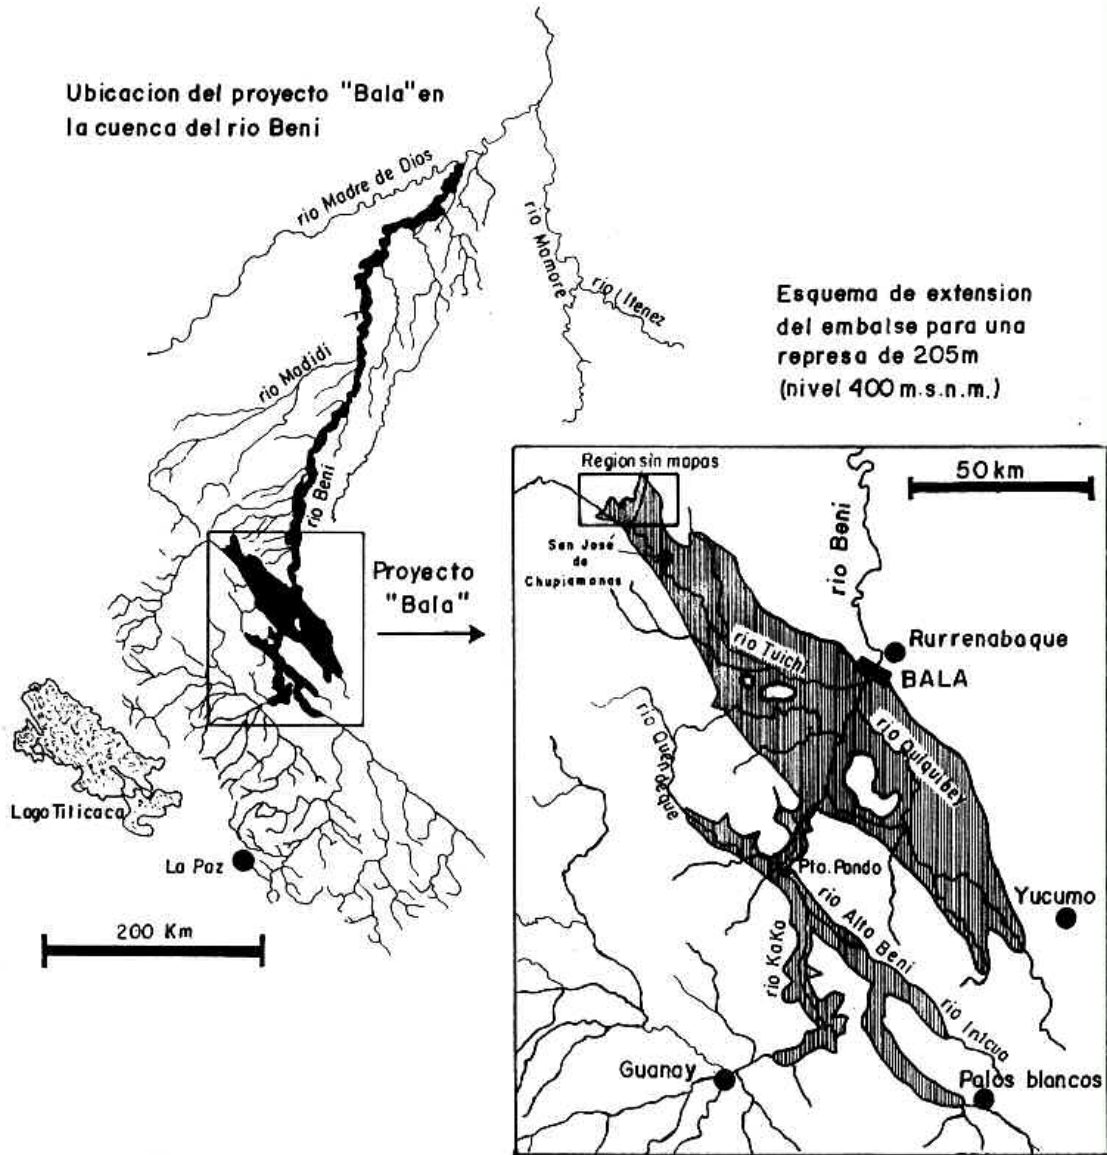 Ubicacion del proyecto "Bala" en
la cuenca del rio Beni
rio Madre de Dios
rio Mamore
rio Itenez
rio Madidi
rio Beni
Esquema de extension
del embalse para una
represa de 205m
(nivel 400 m.s.n.m.)
Proyecto
"Bala"
Lago Titicaca
La Paz
200 Km
Region sin mapas
50 km
San José
de
Chupiamonas
rio Beni
Rurrenabaque
BALA
rio Tuichi
rio Quiquibey
rio Quendeque
Pto. Pando
Yucumo
rio Alto Beni
rio KaKa
rio Inicua
Guanay
Palos blancos